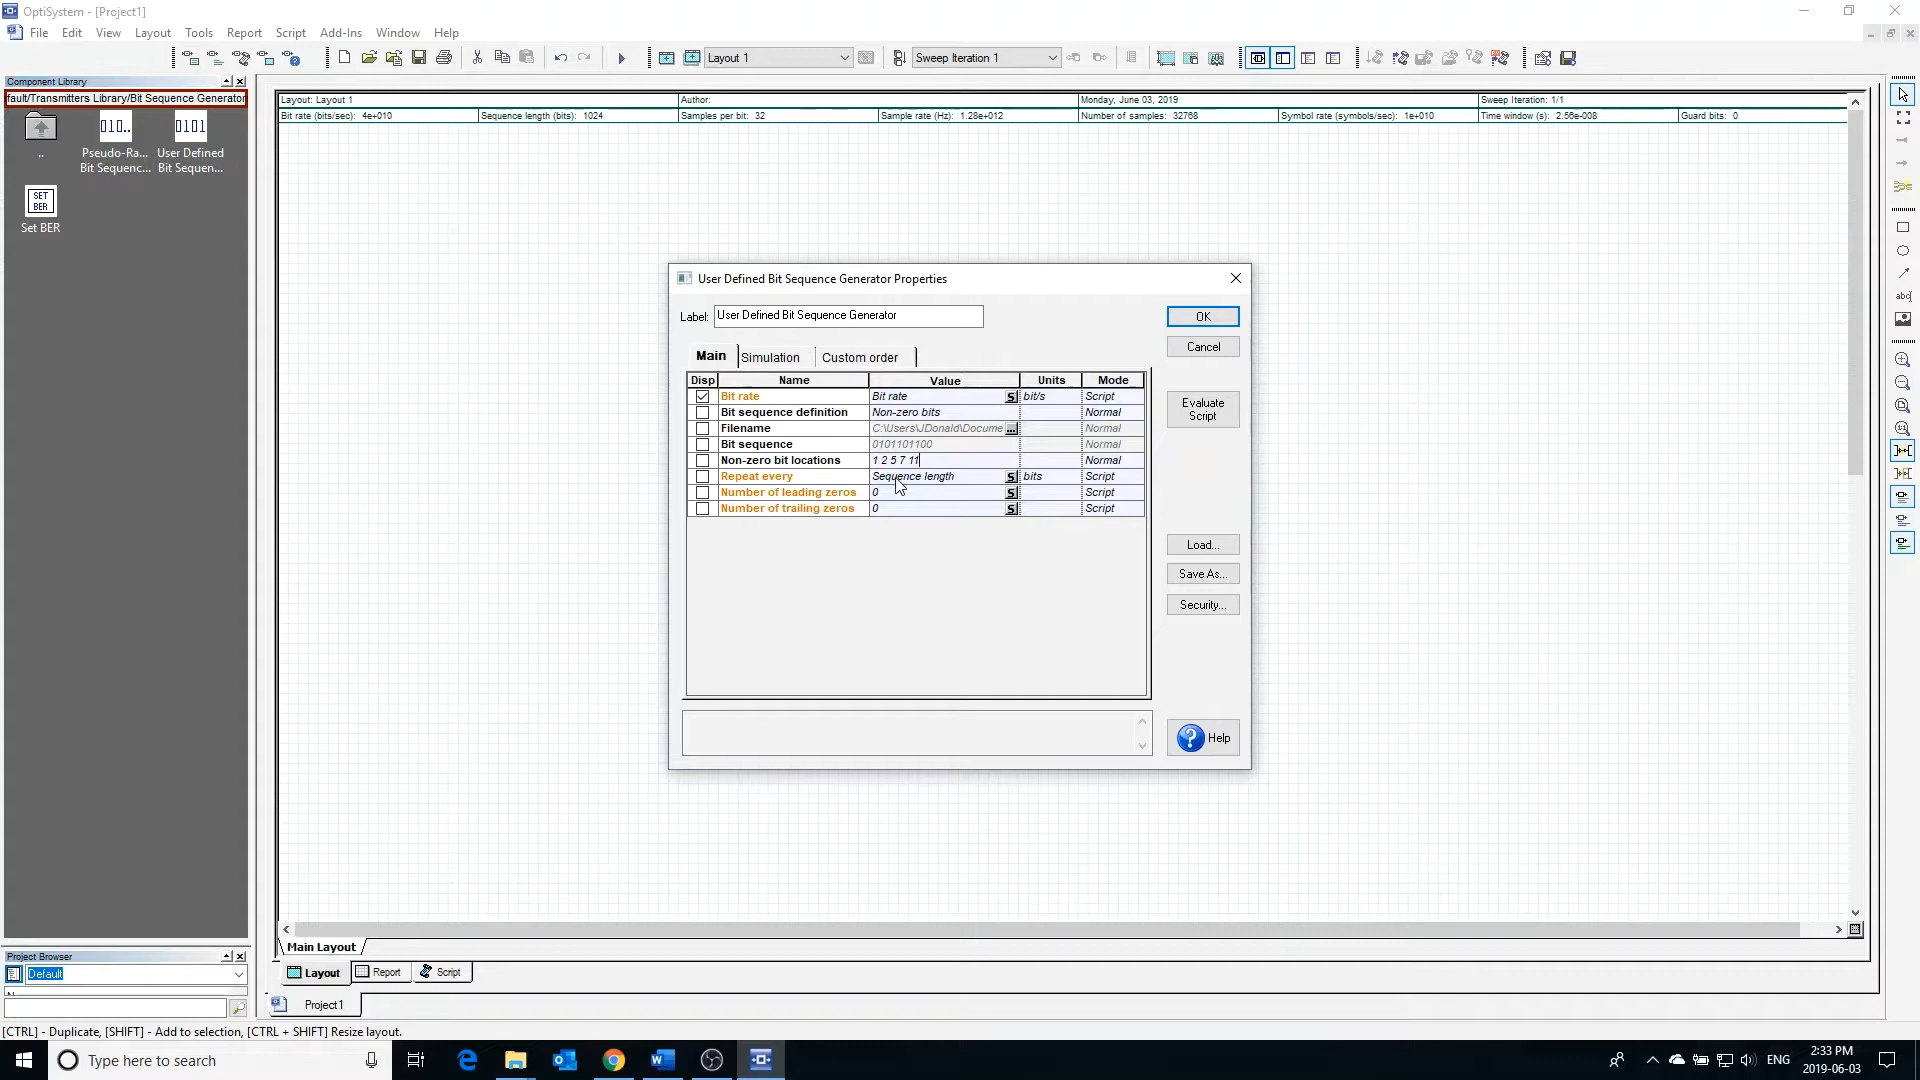 OptiSystem - [Project1]
File Edit View Layout Tools Report Script Add-Ins Window Help
Layout 1
Sweep Iteration 1
Component Library
fault/Transmitters Library/Bit Sequence Generator
010..
0101
..
Pseudo-Ra...
Bit Sequenc...
User Defined
Bit Sequen...
SET
BER
Set BER
Layout: Layout 1
Author:
Monday, June 03, 2019
Sweep Iteration: 1/1
Bit rate (bits/sec): 4e+010
Sequence length (bits): 1024
Samples per bit: 32
Sample rate (Hz): 1.28e+012
Number of samples: 32768
Symbol rate (symbols/sec): 1e+010
Time window (s): 2.56e-008
Guard bits: 0
User Defined Bit Sequence Generator Properties
Label: User Defined Bit Sequence Generator
OK
Cancel
Main Simulation Custom order
Disp Name Value Units Mode
Bit rate Bit rate S bit/s Script
Bit sequence definition Non-zero bits Normal
Filename C:\Users\JDonald\Docume ... Normal
Bit sequence 0101101100 Normal
Non-zero bit locations 1 2 5 7 11 Normal
Repeat every Sequence length S bits Script
Number of leading zeros 0 S Script
Number of trailing zeros 0 S Script
Evaluate
Script
Load...
Save As...
Security...
Help
Main Layout
Layout Report Script
Project1
Project Browser
Default
[CTRL] - Duplicate, [SHIFT] - Add to selection, [CTRL + SHIFT] Resize layout.
Type here to search
ENG
2:33 PM
2019-06-03
abc